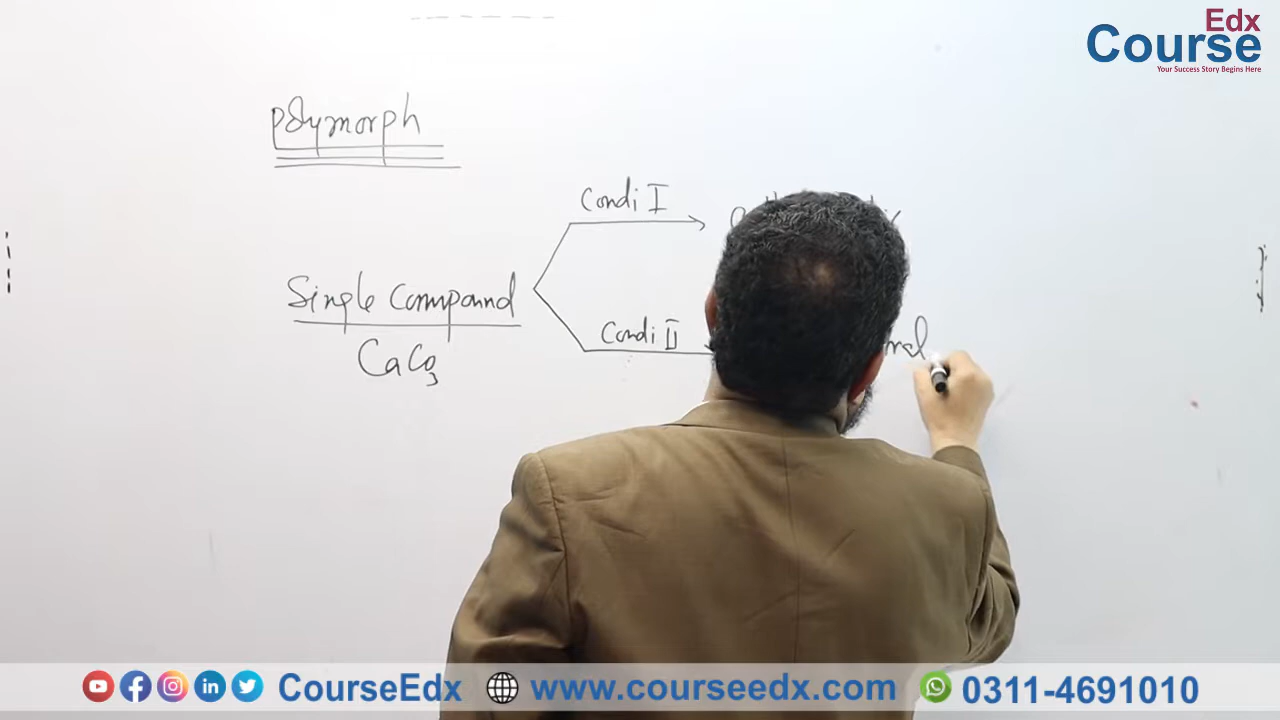 Edx
Course
Your Success Story Begins Here
Polymorph
Condi I
Single Compound
Condi II
CaCO3
CourseEdx
www.courseedx.com
0311-4691010